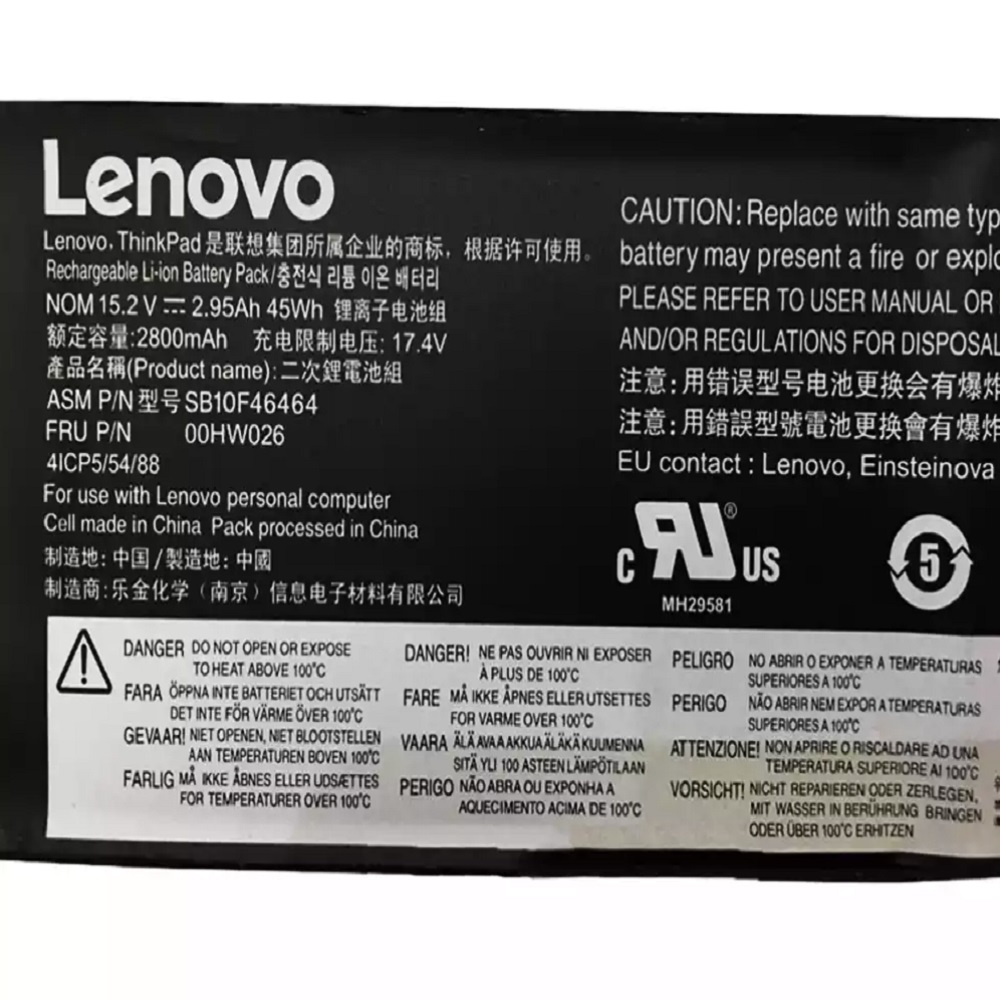 Lenovo
Lenovo, ThinkPad 是联想集团所属企业的商标，根据许可使用。
Rechargeable Li-ion Battery Pack/충전식 리튬 이온 배터리
NOM 15.2 V ⎓ 2.95Ah 45Wh 锂离子电池组
额定容量:2800mAh 充电限制电压: 17.4V
產品名稱(Product name):二次鋰電池組
ASM P/N 型号 SB10F46464
FRU P/N 00HW026
4ICP5/54/88
For use with Lenovo personal computer
Cell made in China Pack processed in China
制造地: 中国 / 製造地: 中國
制造商:乐金化学（南京）信息电子材料有限公司
CAUTION: Replace with same typ
battery may present a fire or explo
PLEASE REFER TO USER MANUAL OR
AND/OR REGULATIONS FOR DISPOSAL
注意: 用错误型号电池更换会有爆炸
注意: 用錯誤型號電池更換會有爆炸
EU contact : Lenovo, Einsteinova
C RU ® US
MH29581
5
DANGER DO NOT OPEN OR EXPOSE
TO HEAT ABOVE 100°C
FARA ÖPPNA INTE BATTERIET OCH UTSÄTT
DET INTE FÖR VÄRME ÖVER 100°C
GEVAAR! NIET OPENEN, NIET BLOOTSTELLEN
AAN TEMPERATUREN BOVEN 100°C
FARLIG MÅ IKKE ÅBNES ELLER UDSÆTTES
FOR TEMPERATURER OVER 100°C
DANGER! NE PAS OUVRIR NI EXPOSER
À PLUS DE 100°C
FARE MÅ IKKE ÅPNES ELLER UTSETTES
FOR VARME OVER 100°C
VAARA ÄLÄ AVAA AKKUA ÄLÄKÄ KUUMENNA
SITÄ YLI 100 ASTEEN LÄMPÖTILAAN
PERIGO NÃO ABRA OU EXPONHA A
AQUECIMENTO ACIMA DE 100°C
PELIGRO NO ABRIR O EXPONER A TEMPERATURAS
SUPERIORES A 100°C
PERIGO NÃO ABRIR NEM EXPOR A TEMPERATURAS
SUPERIORES A 100°C
ATTENZIONE! NON APRIRE O RISCALDARE AD UNA
TEMPERATURA SUPERIORE AI 100°C
VORSICHT! NICHT REPARIEREN ODER ZERLEGEN,
MIT WASSER IN BERÜHRUNG BRINGEN
ODER ÜBER 100°C ERHITZEN